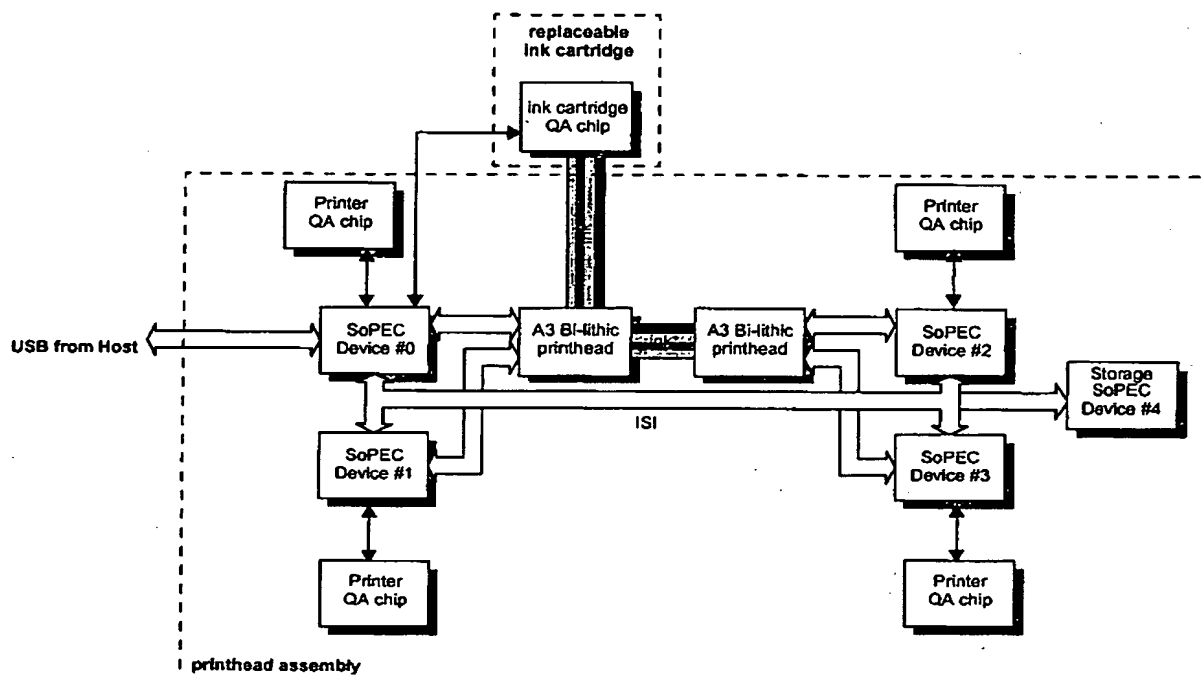 replaceable
ink cartridge
ink cartridge
QA chip
Printer
QA chip
Printer
QA chip
ink
USB from Host
SoPEC
Device #0
A3 Bi-lithic
printhead
ink
A3 Bi-lithic
printhead
SoPEC
Device #2
Storage
SoPEC
Device #4
ISI
SoPEC
Device #1
SoPEC
Device #3
Printer
QA chip
Printer
QA chip
printhead assembly